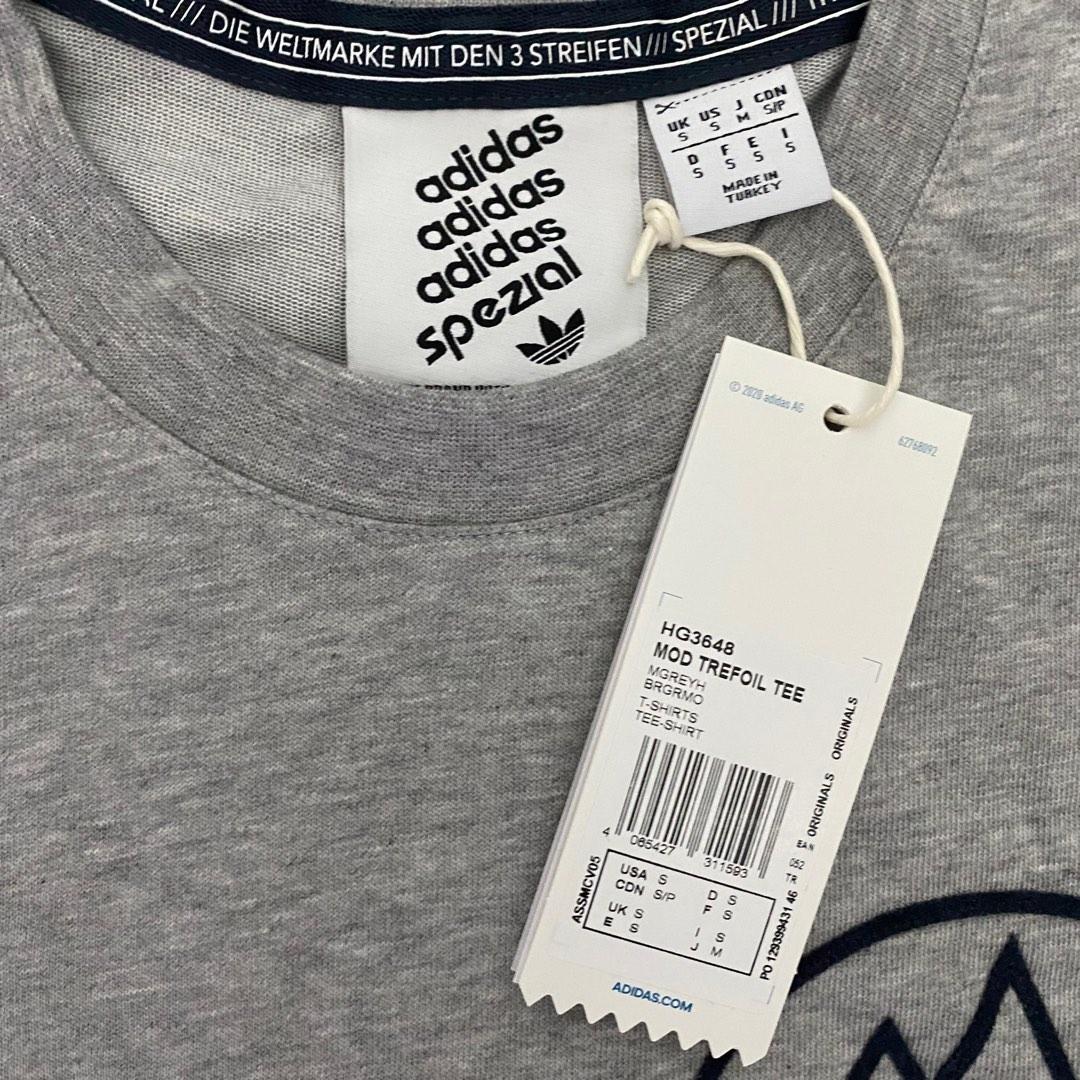 /// DIE WELTMARKE MIT DEN 3 STREIFEN /// SPEZIAL ///
adidas
adidas
adidas
spezial
UK US J CDN
S S M S/P
D F E I
S S S S
MADE IN
TURKEY
© 2020 adidas AG
62768092
HG3648
MOD TREFOIL TEE
MGREYH
BRGRMO
T-SHIRTS
TEE-SHIRT
ORIGINALS
ORIGINALS
4 065427 311593
EAN
052
TR
ASSMCV05
USA S D S
CDN S/P F S
UK S I S
E S J M
PO 129399431 46
ADIDAS.COM